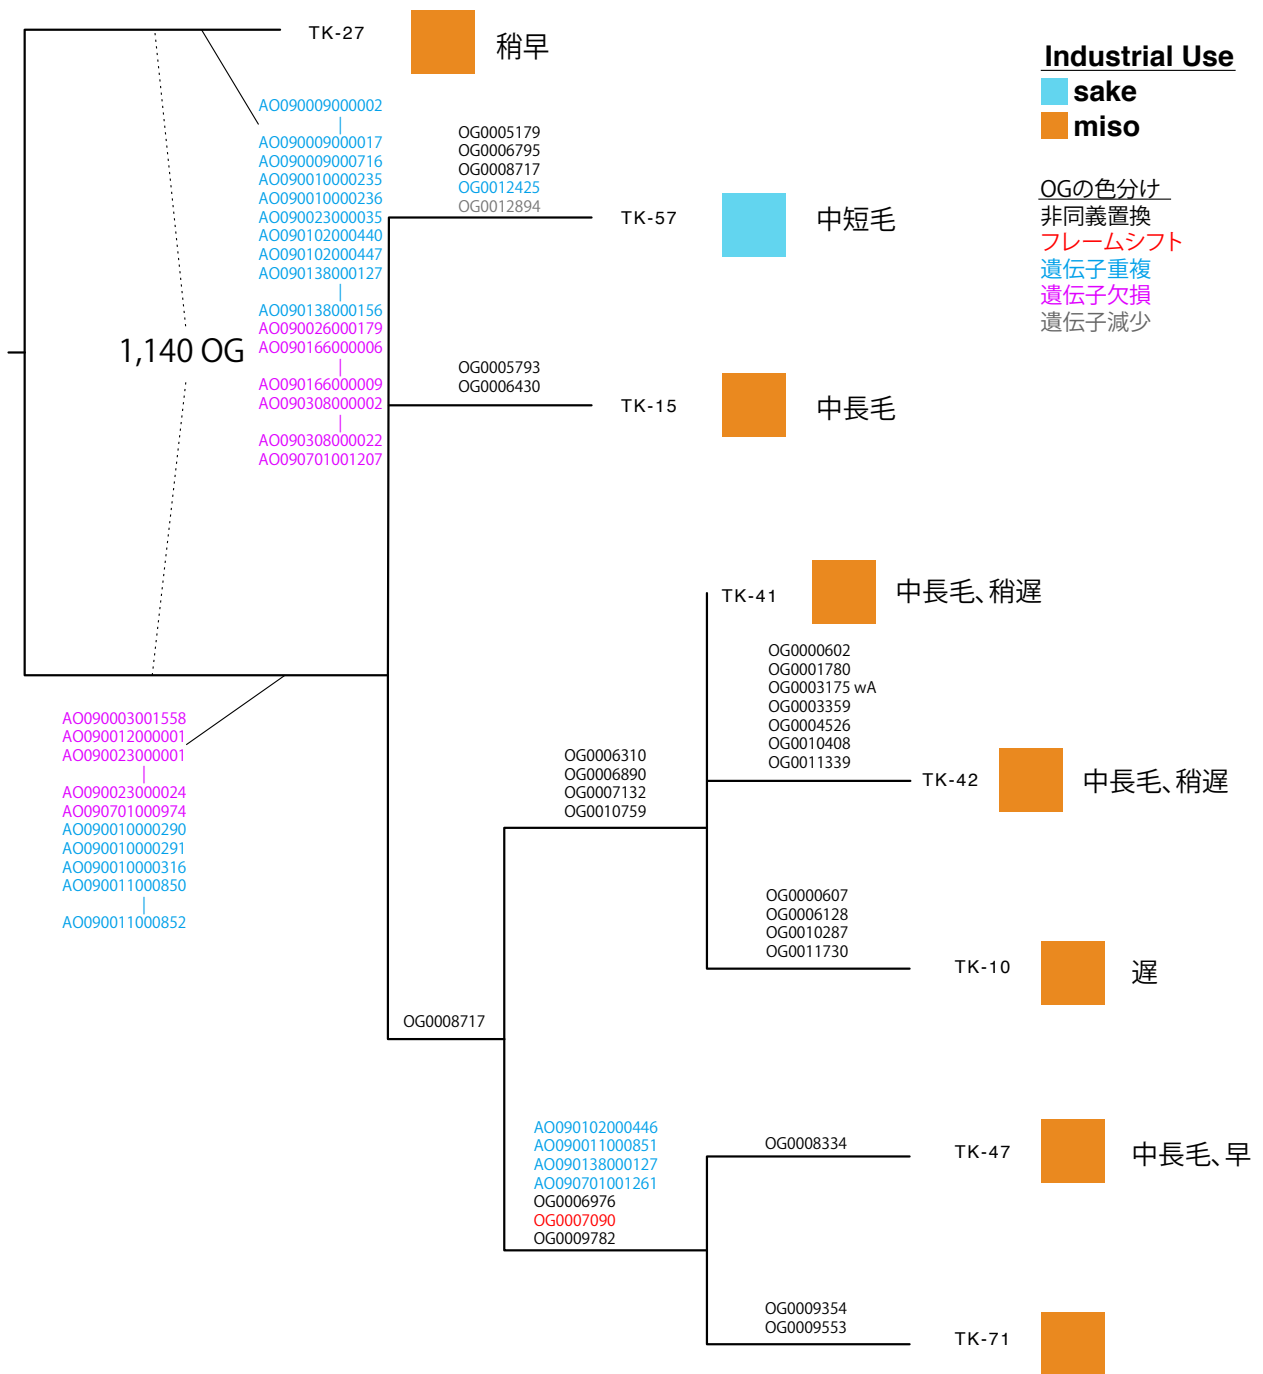 TK-27
稍早
Industrial Use
sake
miso
OGの色分け
非同義置換
フレームシフト
遺伝子重複
遺伝子欠損
遺伝子減少
AO090009000002
|
AO090009000017
AO090009000716
AO090010000235
AO090010000236
AO090023000035
AO090102000440
AO090102000447
AO090138000127
|
AO090138000156
AO090026000179
AO090166000006
|
AO090166000009
AO090308000002
|
AO090308000022
AO090701001207
1,140 OG
OG0005179
OG0006795
OG0008717
OG0012425
OG0012894
TK-57
中短毛
OG0005793
OG0006430
TK-15
中長毛
TK-41
中長毛、稍遅
OG0000602
OG0001780
OG0003175 wA
OG0003359
OG0004526
OG0010408
OG0011339
TK-42
中長毛、稍遅
AO090003001558
AO090012000001
AO090023000001
|
AO090023000024
AO090701000974
AO090010000290
AO090010000291
AO090010000316
AO090011000850
|
AO090011000852
OG0006310
OG0006890
OG0007132
OG0010759
OG0000607
OG0006128
OG0010287
OG0011730
TK-10
遅
OG0008717
AO090102000446
AO090011000851
AO090138000127
AO090701001261
OG0006976
OG0007090
OG0009782
OG0008334
TK-47
中長毛、早
OG0009354
OG0009553
TK-71